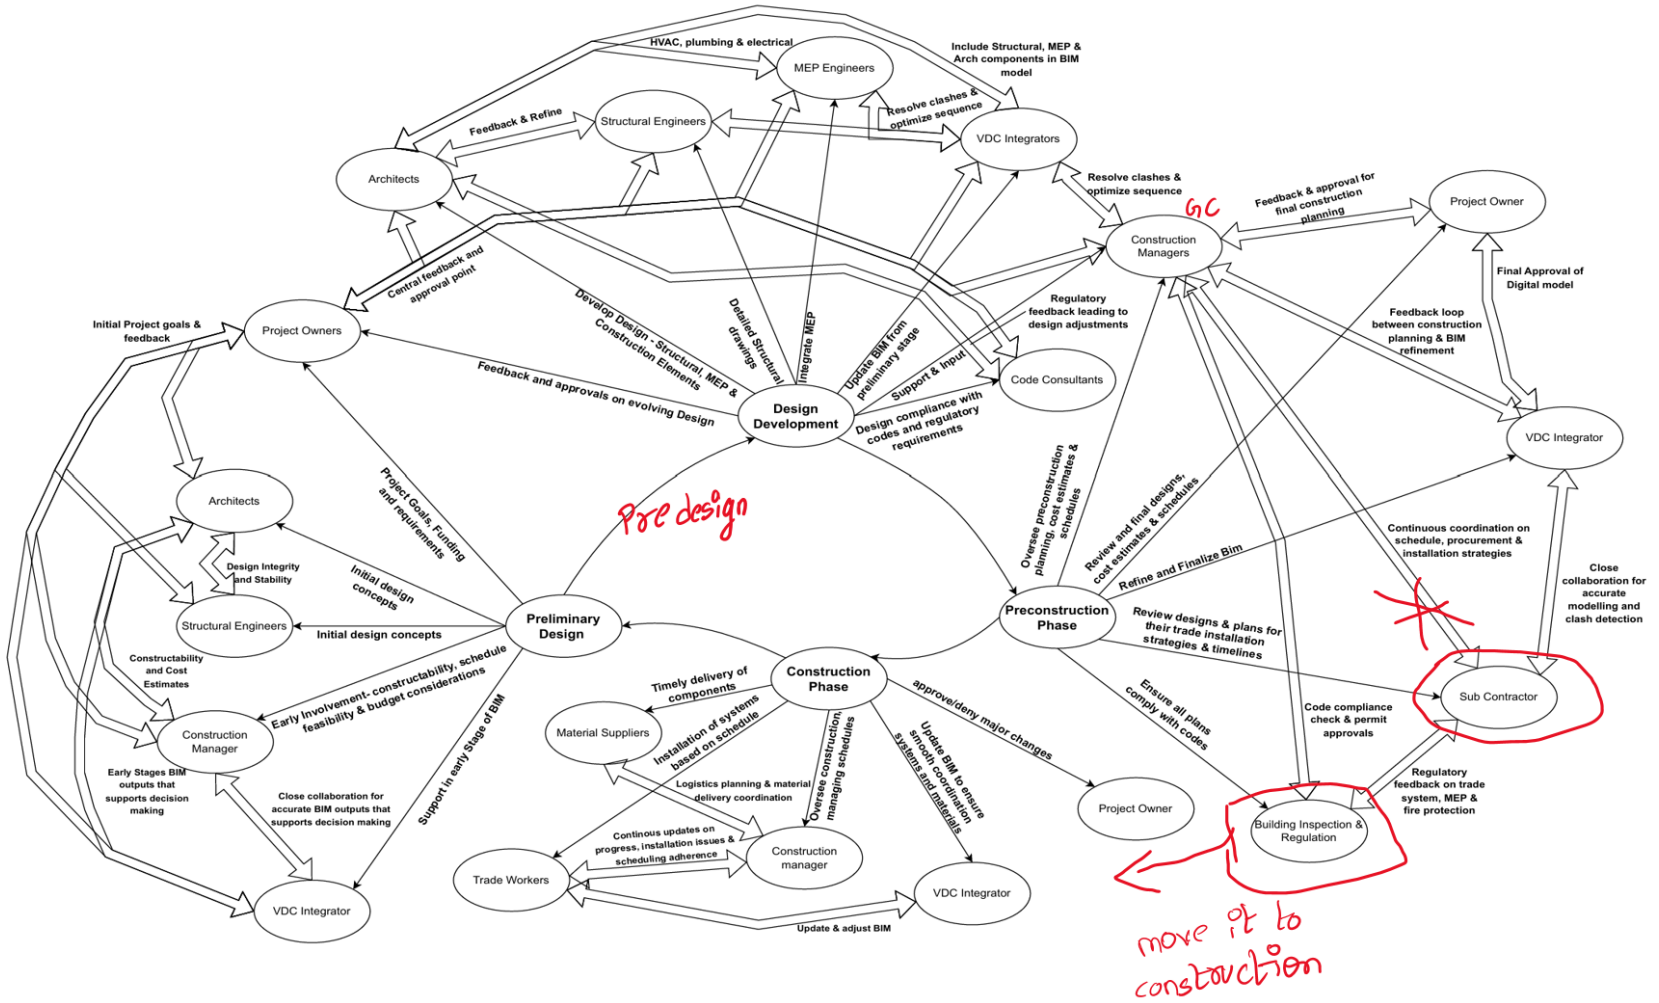 HVAC, plumbing & electrical
MEP Engineers
Include Structural, MEP &
Arch components in BIM
model
Feedback & Refine
Structural Engineers
Resolve clashes &
optimize sequence
VDC Integrators
Architects
Resolve clashes &
optimize sequence
GC
Construction
Managers
Feedback & approval for
final construction
planning
Project Owner
Central feedback and
approval point
Final Approval of
Digital model
Initial Project goals &
feedback
Project Owners
Develop Design - Structural, MEP &
Construction Elements
Detailed Structural
drawings
Integrate MEP
Update BIM from
preliminary stage
Support & Input
Regulatory
feedback leading to
design adjustments
Feedback loop
between construction
planning & BIM
refinement
Feedback and approvals on evolving Design
Design
Development
Design compliance with
codes and regulatory
requirements
Code Consultants
VDC Integrator
Project Goals, Funding
and requirements
Pre design
Architects
Design Integrity
and Stability
Initial design
concepts
Structural Engineers
Initial design concepts
Preliminary
Design
Oversee preconstruction
planning, cost estimates &
schedules
Review and final designs,
cost estimates & schedules
Refine and Finalize Bim
Continuous coordination on
schedule, procurement &
installation strategies
Close
collaboration for
accurate
modelling and
clash detection
Preconstruction
Phase
Review designs & plans for
their trade installation
strategies & timelines
Constructability
and Cost
Estimates
Early Involvement- constructability, schedule
feasibility & budget considerations
Construction
Manager
Construction
Phase
Timely delivery of
components
Material Suppliers
Installation of systems
based on schedule
Oversee construction,
managing schedules
approve/deny major changes
Update BIM to ensure
smooth coordination
systems and materials
Ensure all plans
comply with codes
Code compliance
check & permit
approvals
Sub Contractor
Regulatory
feedback on trade
system, MEP &
fire protection
Early Stages BIM
outputs that
supports decision
making
Close collaboration for
accurate BIM outputs that
supports decision making
Support in early Stage of BIM
Logistics planning & material
delivery coordination
Project Owner
Building Inspection &
Regulation
Continous updates on
progress, installation issues &
scheduling adherence
Construction
manager
Trade Workers
VDC Integrator
VDC Integrator
Update & adjust BIM
move it to
construction